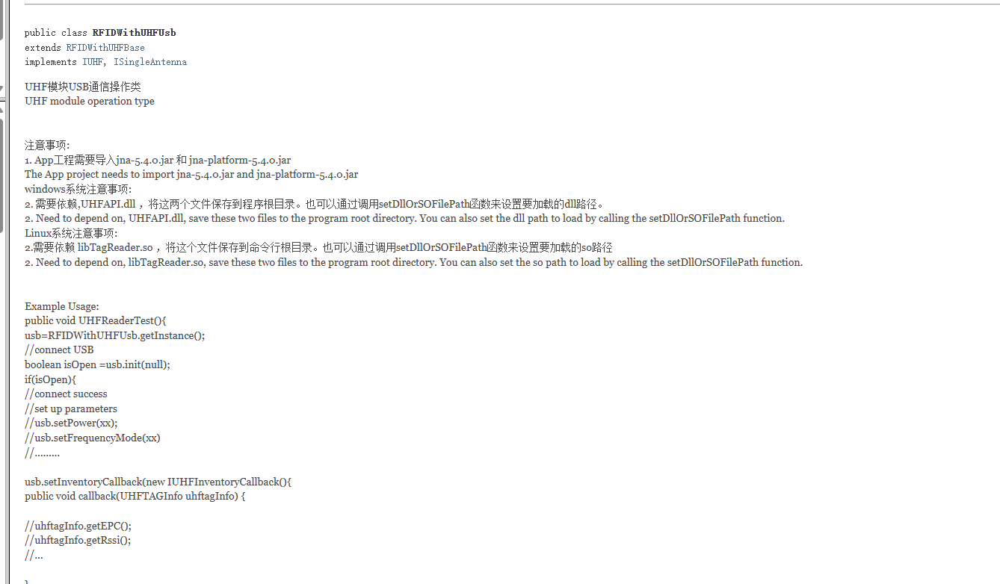 public class RFIDWithUHFUsb
extends RFIDWithUHFBase
implements IUHF, ISingleAntenna
UHF模块USB通信操作类
UHF module operation type
注意事项:
1. App工程需要导入jna-5.4.0.jar 和 jna-platform-5.4.0.jar
The App project needs to import jna-5.4.0.jar and jna-platform-5.4.0.jar
windows系统注意事项:
2. 需要依赖,UHFAPI.dll ，将这两个文件保存到程序根目录。也可以通过调用setDllOrSOFilePath函数来设置要加载的dll路径。
2. Need to depend on, UHFAPI.dll, save these two files to the program root directory. You can also set the dll path to load by calling the setDllOrSOFilePath function.
Linux系统注意事项:
2.需要依赖 libTagReader.so ，将这个文件保存到命令行根目录。也可以通过调用setDllOrSOFilePath函数来设置要加载的so路径
2. Need to depend on, libTagReader.so, save these two files to the program root directory. You can also set the so path to load by calling the setDllOrSOFilePath function.
Example Usage:
public void UHFReaderTest(){
usb=RFIDWithUHFUsb.getInstance();
//connect USB
boolean isOpen =usb.init(null);
if(isOpen){
//connect success
//set up parameters
//usb.setPower(xx);
//usb.setFrequencyMode(xx)
//.........
usb.setInventoryCallback(new IUHFInventoryCallback(){
public void callback(UHFTAGInfo uhftagInfo) {
//uhftagInfo.getEPC();
//uhftagInfo.getRssi();
//...
}